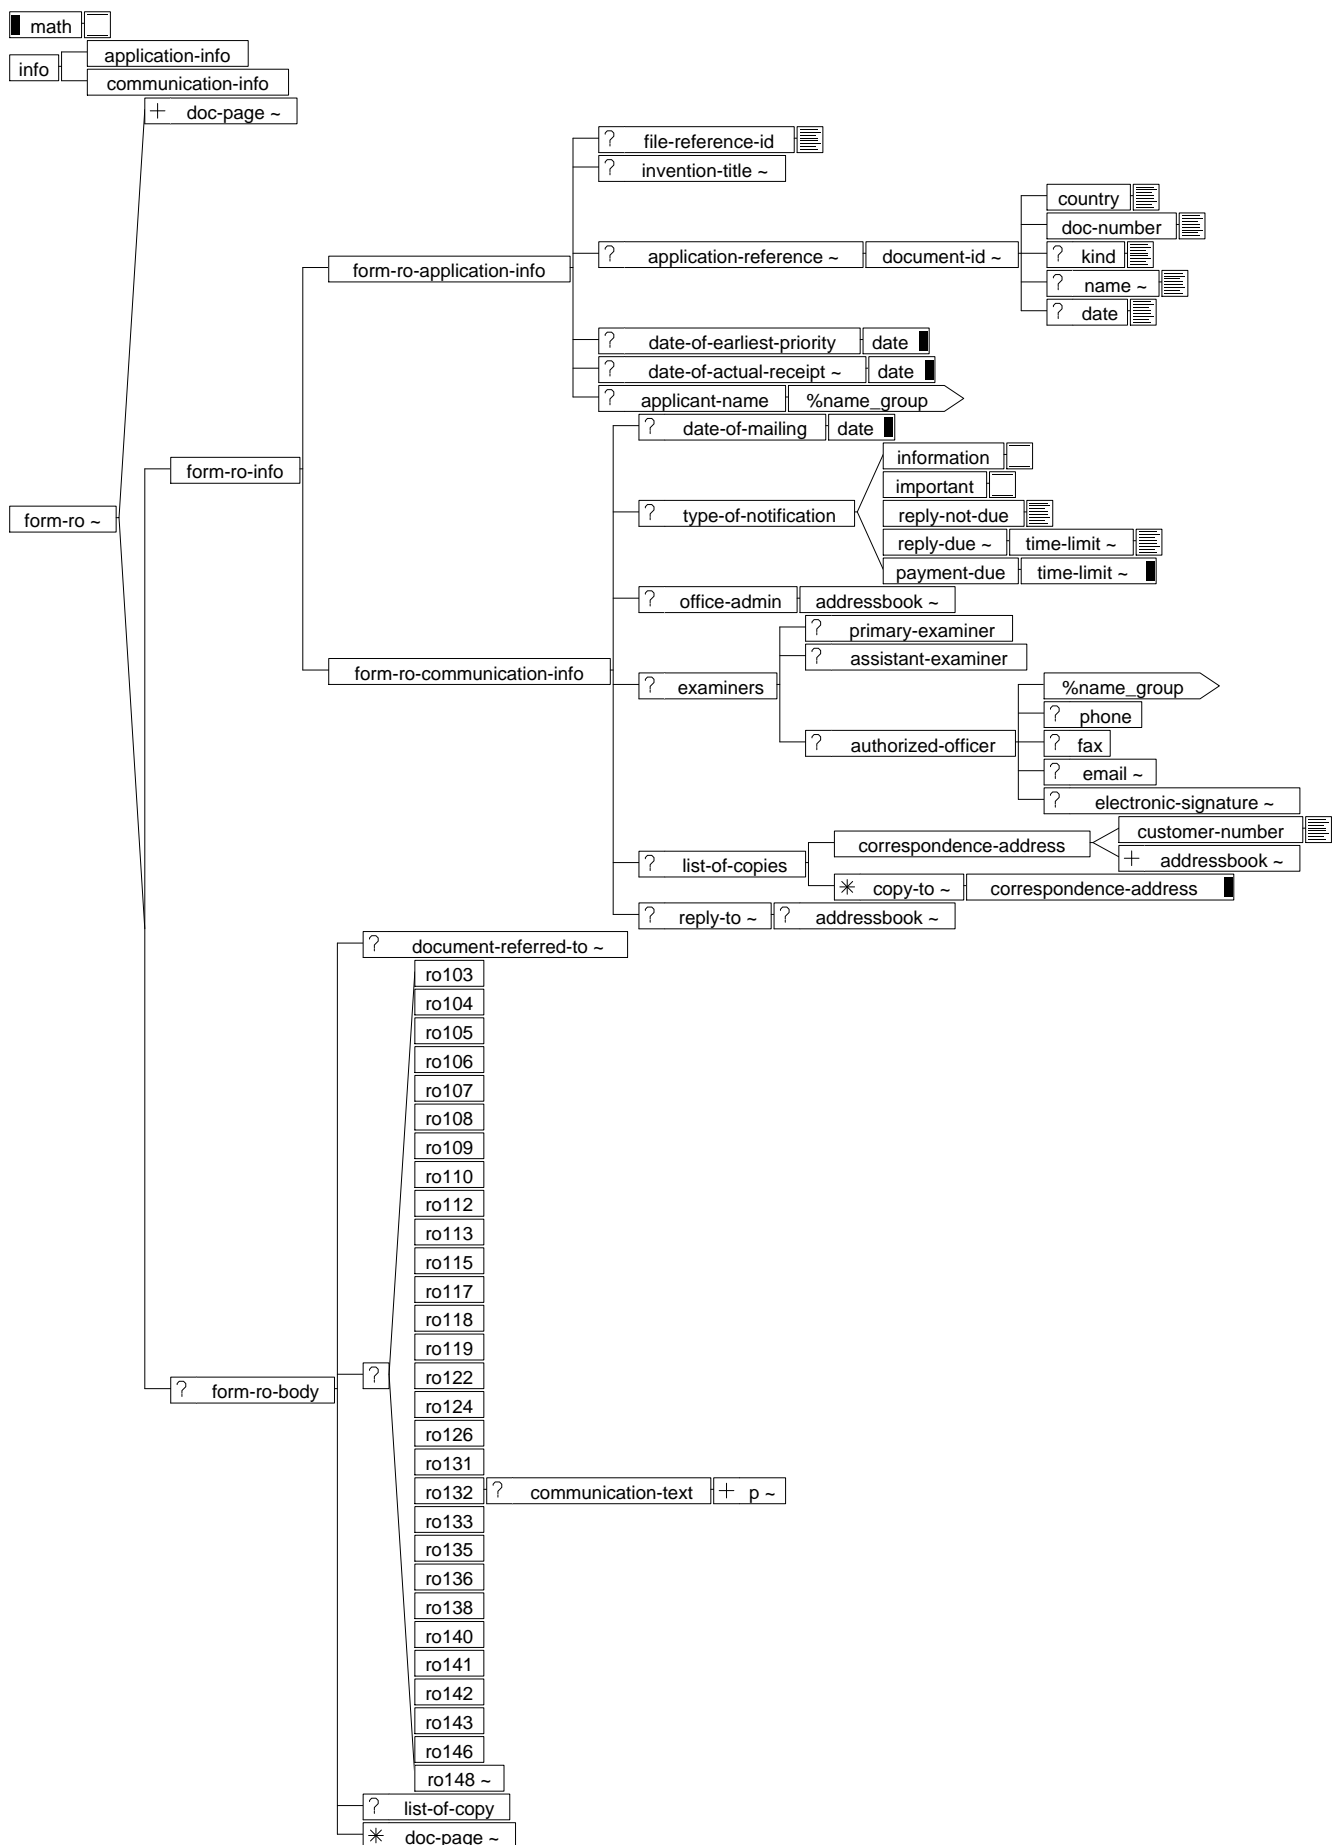 math
info
application-info
communication-info
+ doc-page ~
? file-reference-id
? invention-title ~
country
doc-number
form-ro-application-info
? application-reference ~
document-id ~
? kind
? name ~
? date
? date-of-earliest-priority
date
? date-of-actual-receipt ~
date
? applicant-name
%name_group
? date-of-mailing
date
form-ro-info
information
important
form-ro ~
? type-of-notification
reply-not-due
reply-due ~
time-limit ~
payment-due
time-limit ~
? office-admin
addressbook ~
? primary-examiner
? assistant-examiner
form-ro-communication-info
? examiners
%name_group
? phone
? authorized-officer
? fax
? email ~
? electronic-signature ~
customer-number
correspondence-address
? list-of-copies
+ addressbook ~
* copy-to ~
correspondence-address
? reply-to ~
? addressbook ~
? document-referred-to ~
ro103
ro104
ro105
ro106
ro107
ro108
ro109
ro110
ro112
ro113
ro115
ro117
ro118
ro119
?
ro122
? form-ro-body
ro124
ro126
ro131
ro132
? communication-text
+ p ~
ro133
ro135
ro136
ro138
ro140
ro141
ro142
ro143
ro146
ro148 ~
? list-of-copy
* doc-page ~